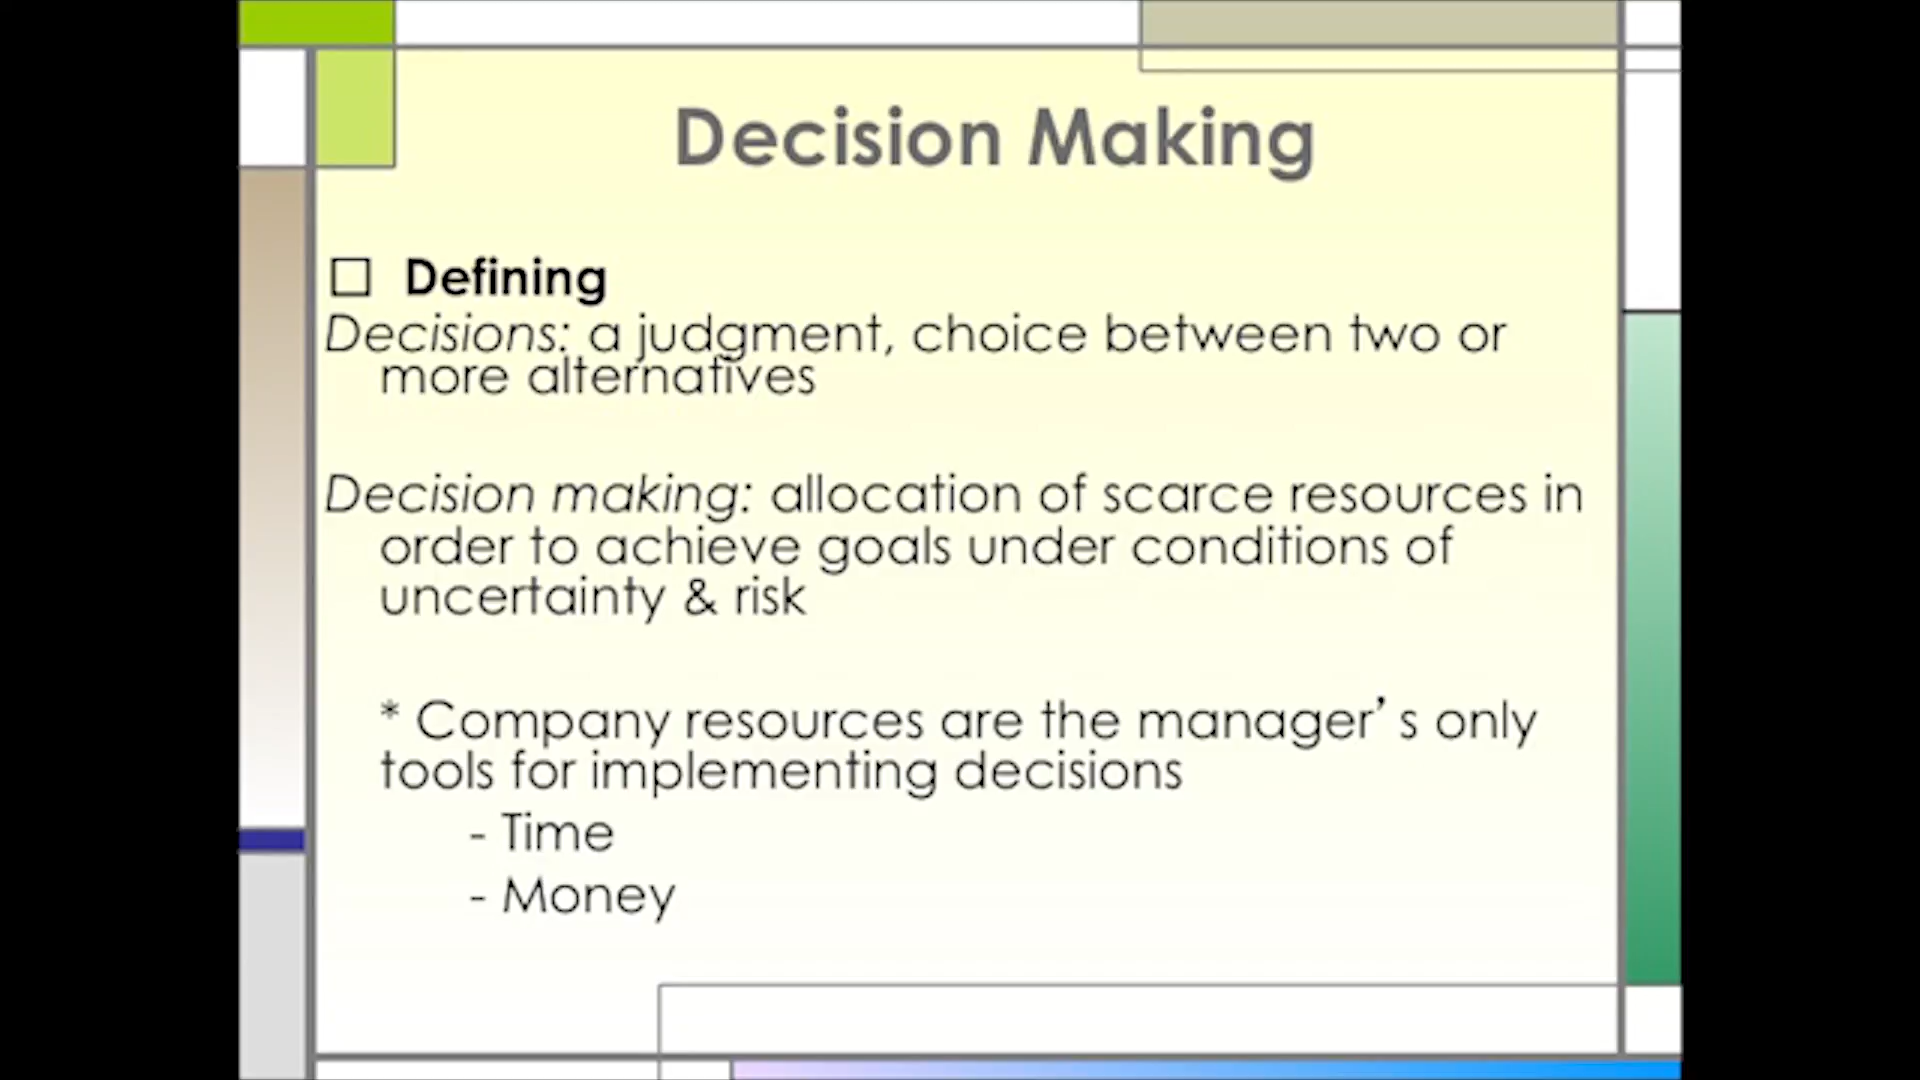 Decision Making
□ Defining
Decisions: a judgment, choice between two or
more alternatives
Decision making: allocation of scarce resources in
order to achieve goals under conditions of
uncertainty & risk
* Company resources are the manager’s only
tools for implementing decisions
- Time
- Money